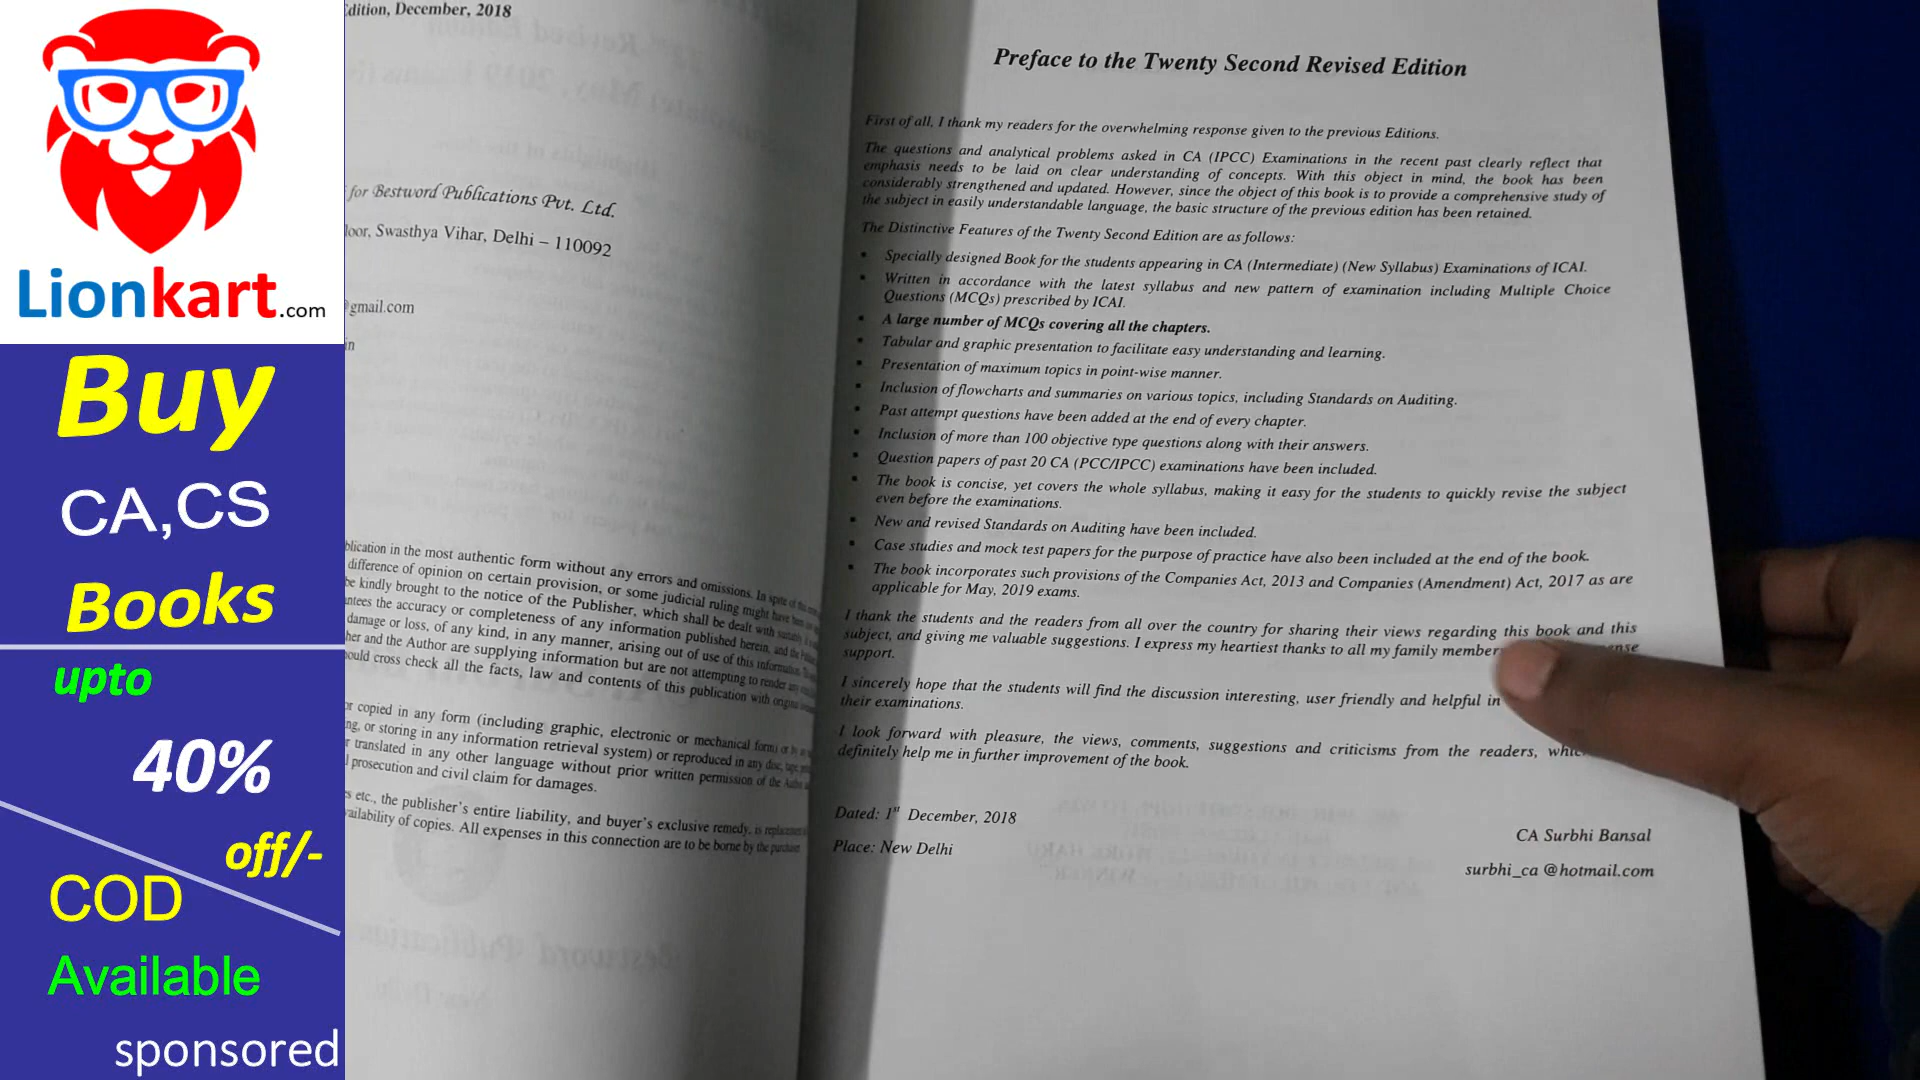 Lionkart.com
Buy
CA,CS
Books
upto
40%
off/-
COD
Available
sponsored
Edition, December, 2018
for Bestword Publications Pvt. Ltd.
loor, Swasthya Vihar, Delhi – 110092
@gmail.com
in
blication in the most authentic form without any errors and omissions. In spite of
difference of opinion on certain provision, or some judicial ruling might have been
be kindly brought to the notice of the Publisher, which shall be dealt with suitably.
ntees the accuracy or completeness of any information published herein, and the
damage or loss, of any kind, in any manner, arising out of use of this information.
her and the Author are supplying information but are not attempting to render any
ould cross check all the facts, law and contents of this publication with original
or copied in any form (including graphic, electronic or mechanical form) or
ng, or storing in any information retrieval system) or reproduced in any disc, tape,
r translated in any other language without prior written permission of the Author
l prosecution and civil claim for damages.
s etc., the publisher's entire liability, and buyer's exclusive remedy, is replacement
vailability of copies. All expenses in this connection are to be borne by the purchaser
Preface to the Twenty Second Revised Edition
First of all, I thank my readers for the overwhelming response given to the previous Editions.
The questions and analytical problems asked in CA (IPCC) Examinations in the recent past clearly reflect that
emphasis needs to be laid on clear understanding of concepts. With this object in mind, the book has been
considerably strengthened and updated. However, since the object of this book is to provide a comprehensive study of
the subject in easily understandable language, the basic structure of the previous edition has been retained.
The Distinctive Features of the Twenty Second Edition are as follows:
▪ Specially designed Book for the students appearing in CA (Intermediate) (New Syllabus) Examinations of ICAI.
▪ Written in accordance with the latest syllabus and new pattern of examination including Multiple Choice
Questions (MCQs) prescribed by ICAI.
▪ A large number of MCQs covering all the chapters.
▪ Tabular and graphic presentation to facilitate easy understanding and learning.
▪ Presentation of maximum topics in point-wise manner.
▪ Inclusion of flowcharts and summaries on various topics, including Standards on Auditing.
▪ Past attempt questions have been added at the end of every chapter.
▪ Inclusion of more than 100 objective type questions along with their answers.
▪ Question papers of past 20 CA (PCC/IPCC) examinations have been included.
▪ The book is concise, yet covers the whole syllabus, making it easy for the students to quickly revise the subject
even before the examinations.
▪ New and revised Standards on Auditing have been included.
▪ Case studies and mock test papers for the purpose of practice have also been included at the end of the book.
▪ The book incorporates such provisions of the Companies Act, 2013 and Companies (Amendment) Act, 2017 as are
applicable for May, 2019 exams.
I thank the students and the readers from all over the country for sharing their views regarding this book and this
subject, and giving me valuable suggestions. I express my heartiest thanks to all my family member
support.
I sincerely hope that the students will find the discussion interesting, user friendly and helpful in
their examinations.
I look forward with pleasure, the views, comments, suggestions and criticisms from the readers,
definitely help me in further improvement of the book.
Dated: 1st December, 2018
Place: New Delhi
CA Surbhi Bansal
surbhi_ca @hotmail.com